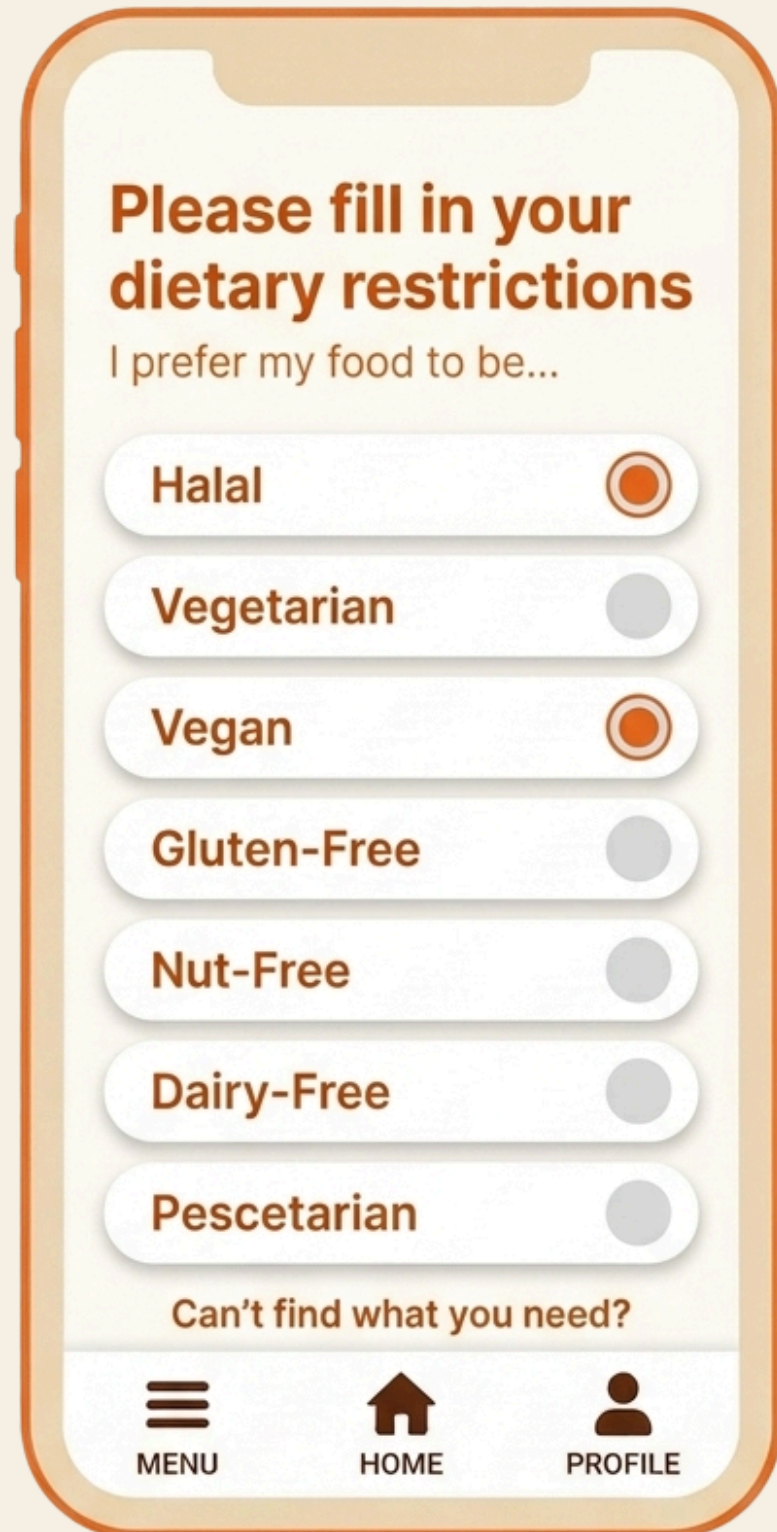 Please fill in your
dietary restrictions
I prefer my food to be...
Halal
Vegetarian
Vegan
Gluten-Free
Nut-Free
Dairy-Free
Pescetarian
Can’t find what you need?
MENU HOME PROFILE